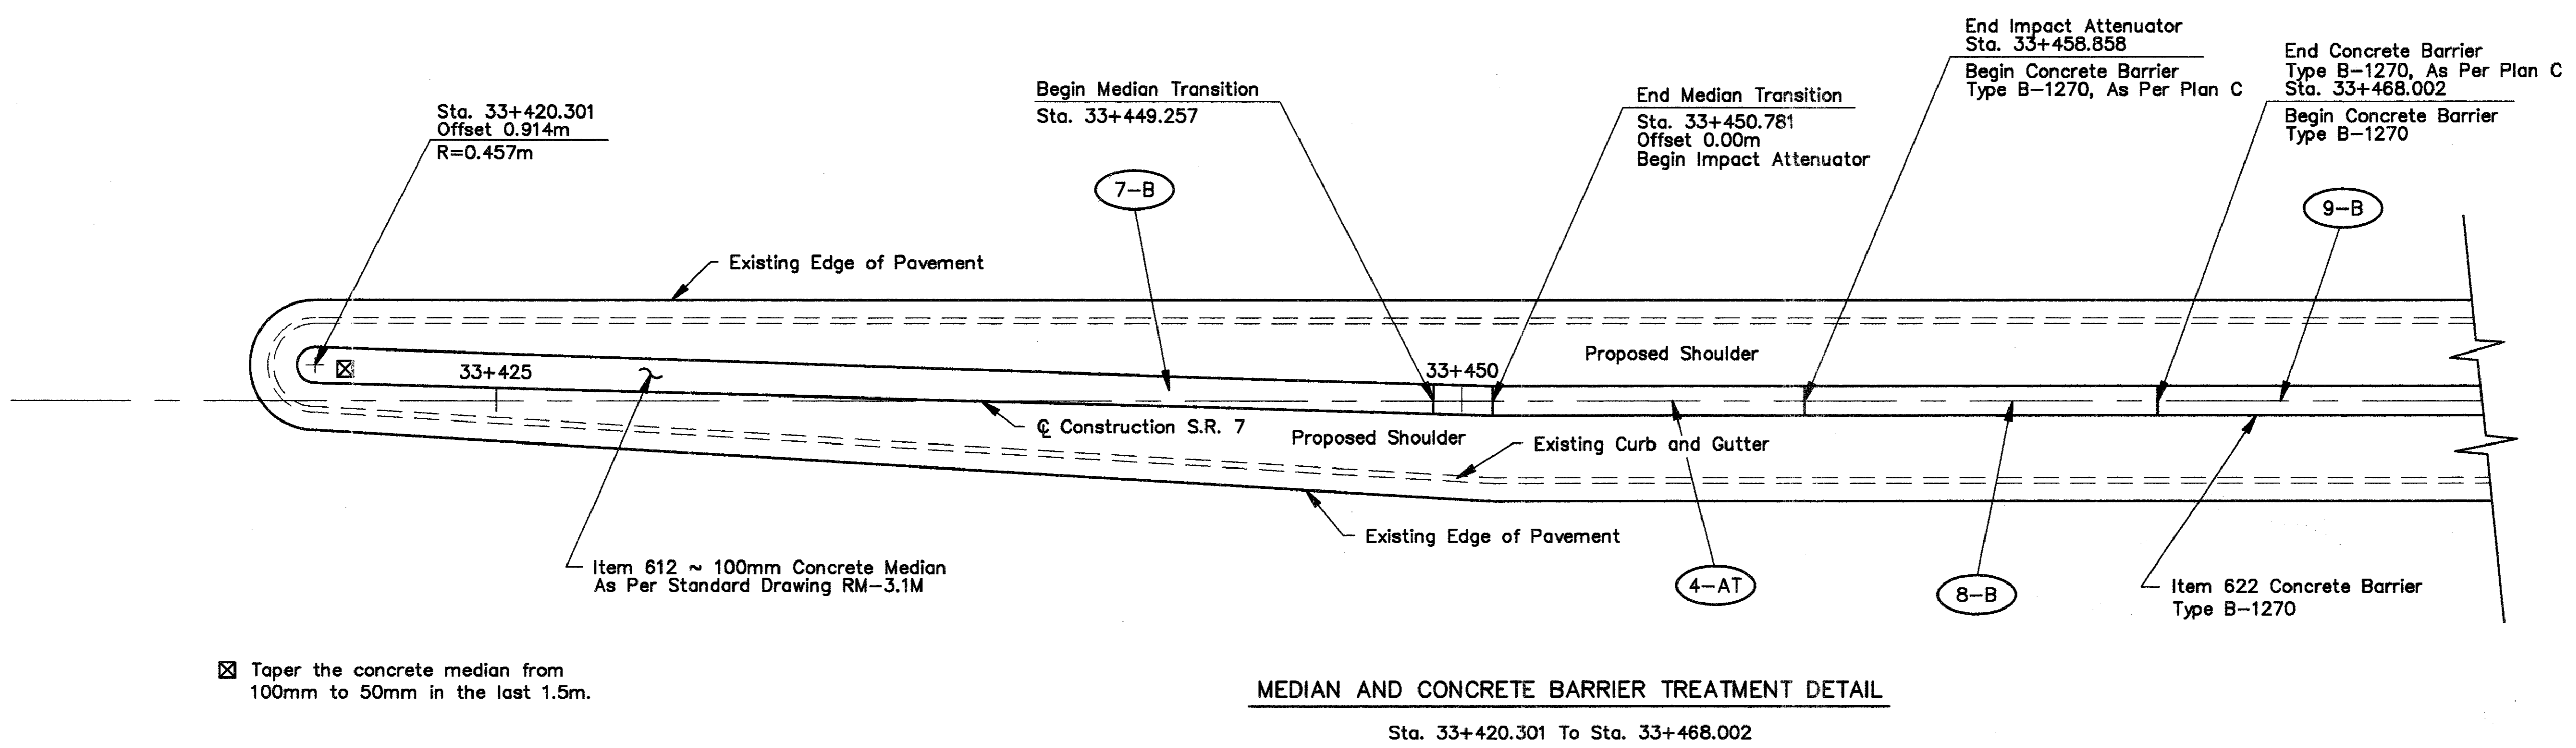 End Impact Attenuator
Sta. 33+458.858
Begin Concrete Barrier
Type B-1270, As Per Plan C
End Concrete Barrier
Type B-1270, As Per Plan C
Sta. 33+468.002
Begin Concrete Barrier
Type B-1270
Begin Median Transition
Sta. 33+449.257
End Median Transition
Sta. 33+450.781
Offset 0.00m
Begin Impact Attenuator
Sta. 33+420.301
Offset 0.914m
R=0.457m
7-B
9-B
Existing Edge of Pavement
Proposed Shoulder
33+425
33+450
℄ Construction S.R. 7
Proposed Shoulder
Existing Curb and Gutter
Existing Edge of Pavement
Item 612 ~ 100mm Concrete Median
As Per Standard Drawing RM-3.1M
4-AT
8-B
Item 622 Concrete Barrier
Type B-1270
Taper the concrete median from
100mm to 50mm in the last 1.5m.
MEDIAN AND CONCRETE BARRIER TREATMENT DETAIL
Sta. 33+420.301 To Sta. 33+468.002